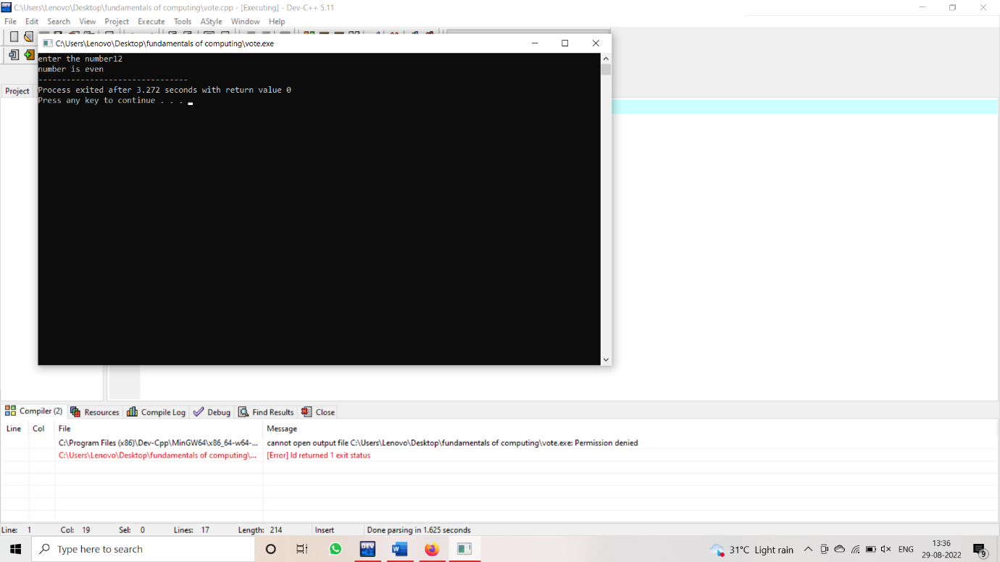 C:\Users\Lenovo\Desktop\fundamentals of computing\vote.cpp - [Executing] - Dev-C++ 5.11
File Edit Search View Project Execute Tools AStyle Window Help
C:\Users\Lenovo\Desktop\fundamentals of computing\vote.exe
enter the number12
number is even
--------------------------------
Process exited after 3.272 seconds with return value 0
Press any key to continue . . .
Project
Compiler (2) Resources Compile Log Debug Find Results Close
Line Col File Message
C:\Program Files (x86)\Dev-Cpp\MinGW64\x86_64-w64-... cannot open output file C:\Users\Lenovo\Desktop\fundamentals of computing\vote.exe: Permission denied
C:\Users\Lenovo\Desktop\fundamentals of computing\... [Error] ld returned 1 exit status
Line: 1 Col: 19 Sel: 0 Lines: 17 Length: 214 Insert Done parsing in 1.625 seconds
Type here to search DEV W 31°C Light rain ENG 13:36
29-08-2022 9